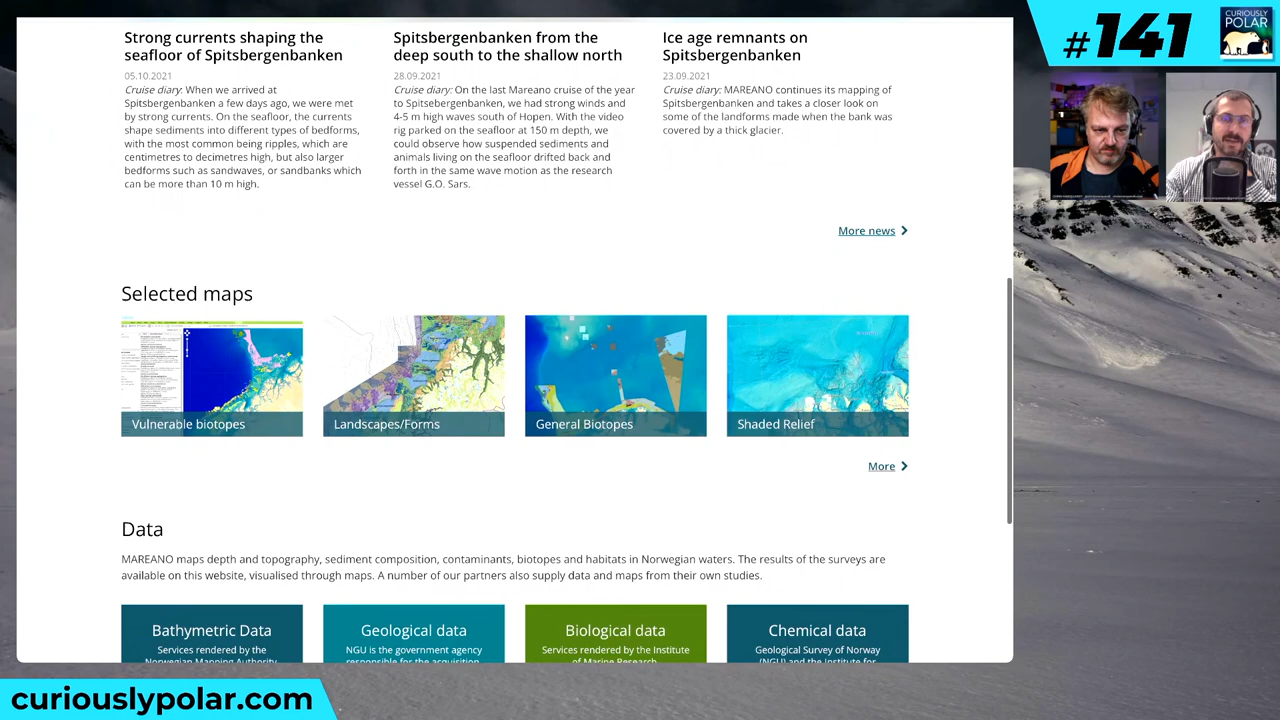 #141
CURIOUSLY
POLAR
Strong currents shaping the
seafloor of Spitsbergenbanken
05.10.2021
Cruise diary: When we arrived at
Spitsbergenbanken a few days ago, we were met
by strong currents. On the seafloor, the currents
shape sediments into different types of bedforms,
with the most common being ripples, which are
centimetres to decimetres high, but also larger
bedforms such as sandwaves, or sandbanks which
can be more than 10 m high.
Spitsbergenbanken from the
deep south to the shallow north
28.09.2021
Cruise diary: On the last Mareano cruise of the year
to Spitsebergenbanken, we had strong winds and
4-5 m high waves south of Hopen. With the video
rig parked on the seafloor at 150 m depth, we
could observe how suspended sediments and
animals living on the seafloor drifted back and
forth in the same wave motion as the research
vessel G.O. Sars.
Ice age remnants on
Spitsbergenbanken
23.09.2021
Cruise diary: MAREANO continues its mapping of
Spitsbergenbanken and takes a closer look on
some of the landforms made when the bank was
covered by a thick glacier.
More news
Selected maps
Vulnerable biotopes
Landscapes/Forms
General Biotopes
Shaded Relief
More
Data
MAREANO maps depth and topography, sediment composition, contaminants, biotopes and habitats in Norwegian waters. The results of the surveys are
available on this website, visualised through maps. A number of our partners also supply data and maps from their own studies.
Bathymetric Data
Services rendered by the
Norwegian Mapping Authority
Geological data
NGU is the government agency
responsible for the acquisition
Biological data
Services rendered by the Institute
of Marine Research
Chemical data
Geological Survey of Norway
(NGU) and the Institute for
curiouslypolar.com